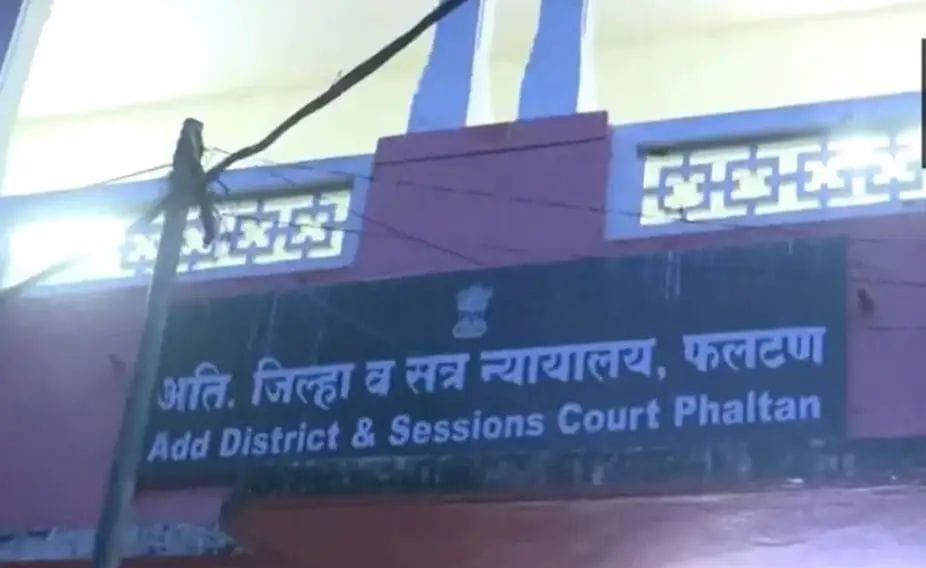 अति. जिल्हा व सत्र न्यायालय, फलटण
Add District & Sessions Court Phaltan